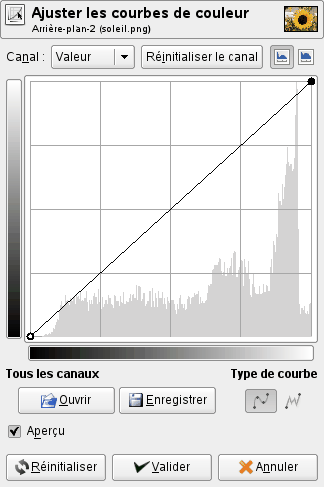 Ajuster les courbes de couleur
Arrière-plan-2 (soleil.png)
Canal : Valeur Réinitialiser le canal
Tous les canaux Type de courbe
Ouvrir Enregistrer
Aperçu
Réinitialiser Valider Annuler